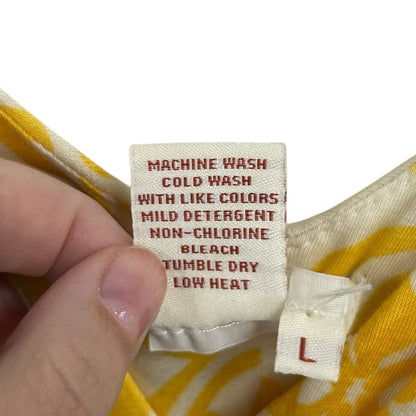 MACHINE WASH
COLD WASH
WITH LIKE COLORS
MILD DETERGENT
NON-CHLORINE
BLEACH
TUMBLE DRY
LOW HEAT
L